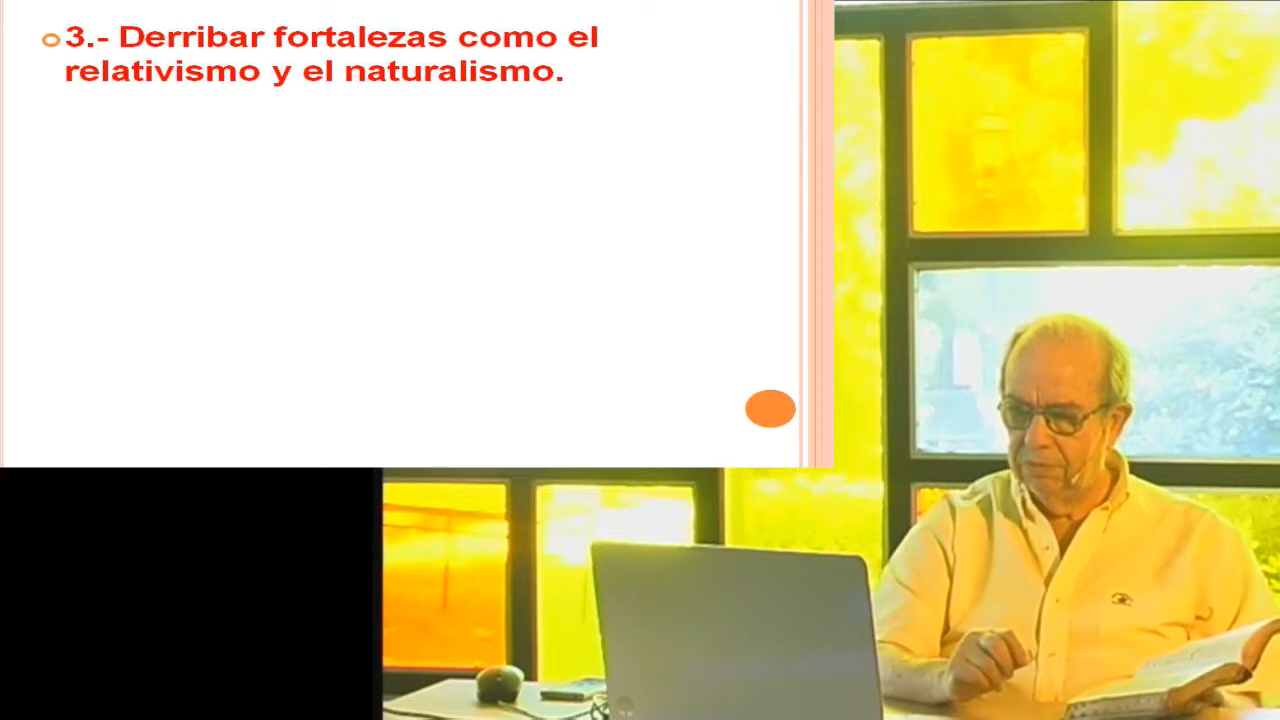 3.- Derribar fortalezas como el
relativismo y el naturalismo.